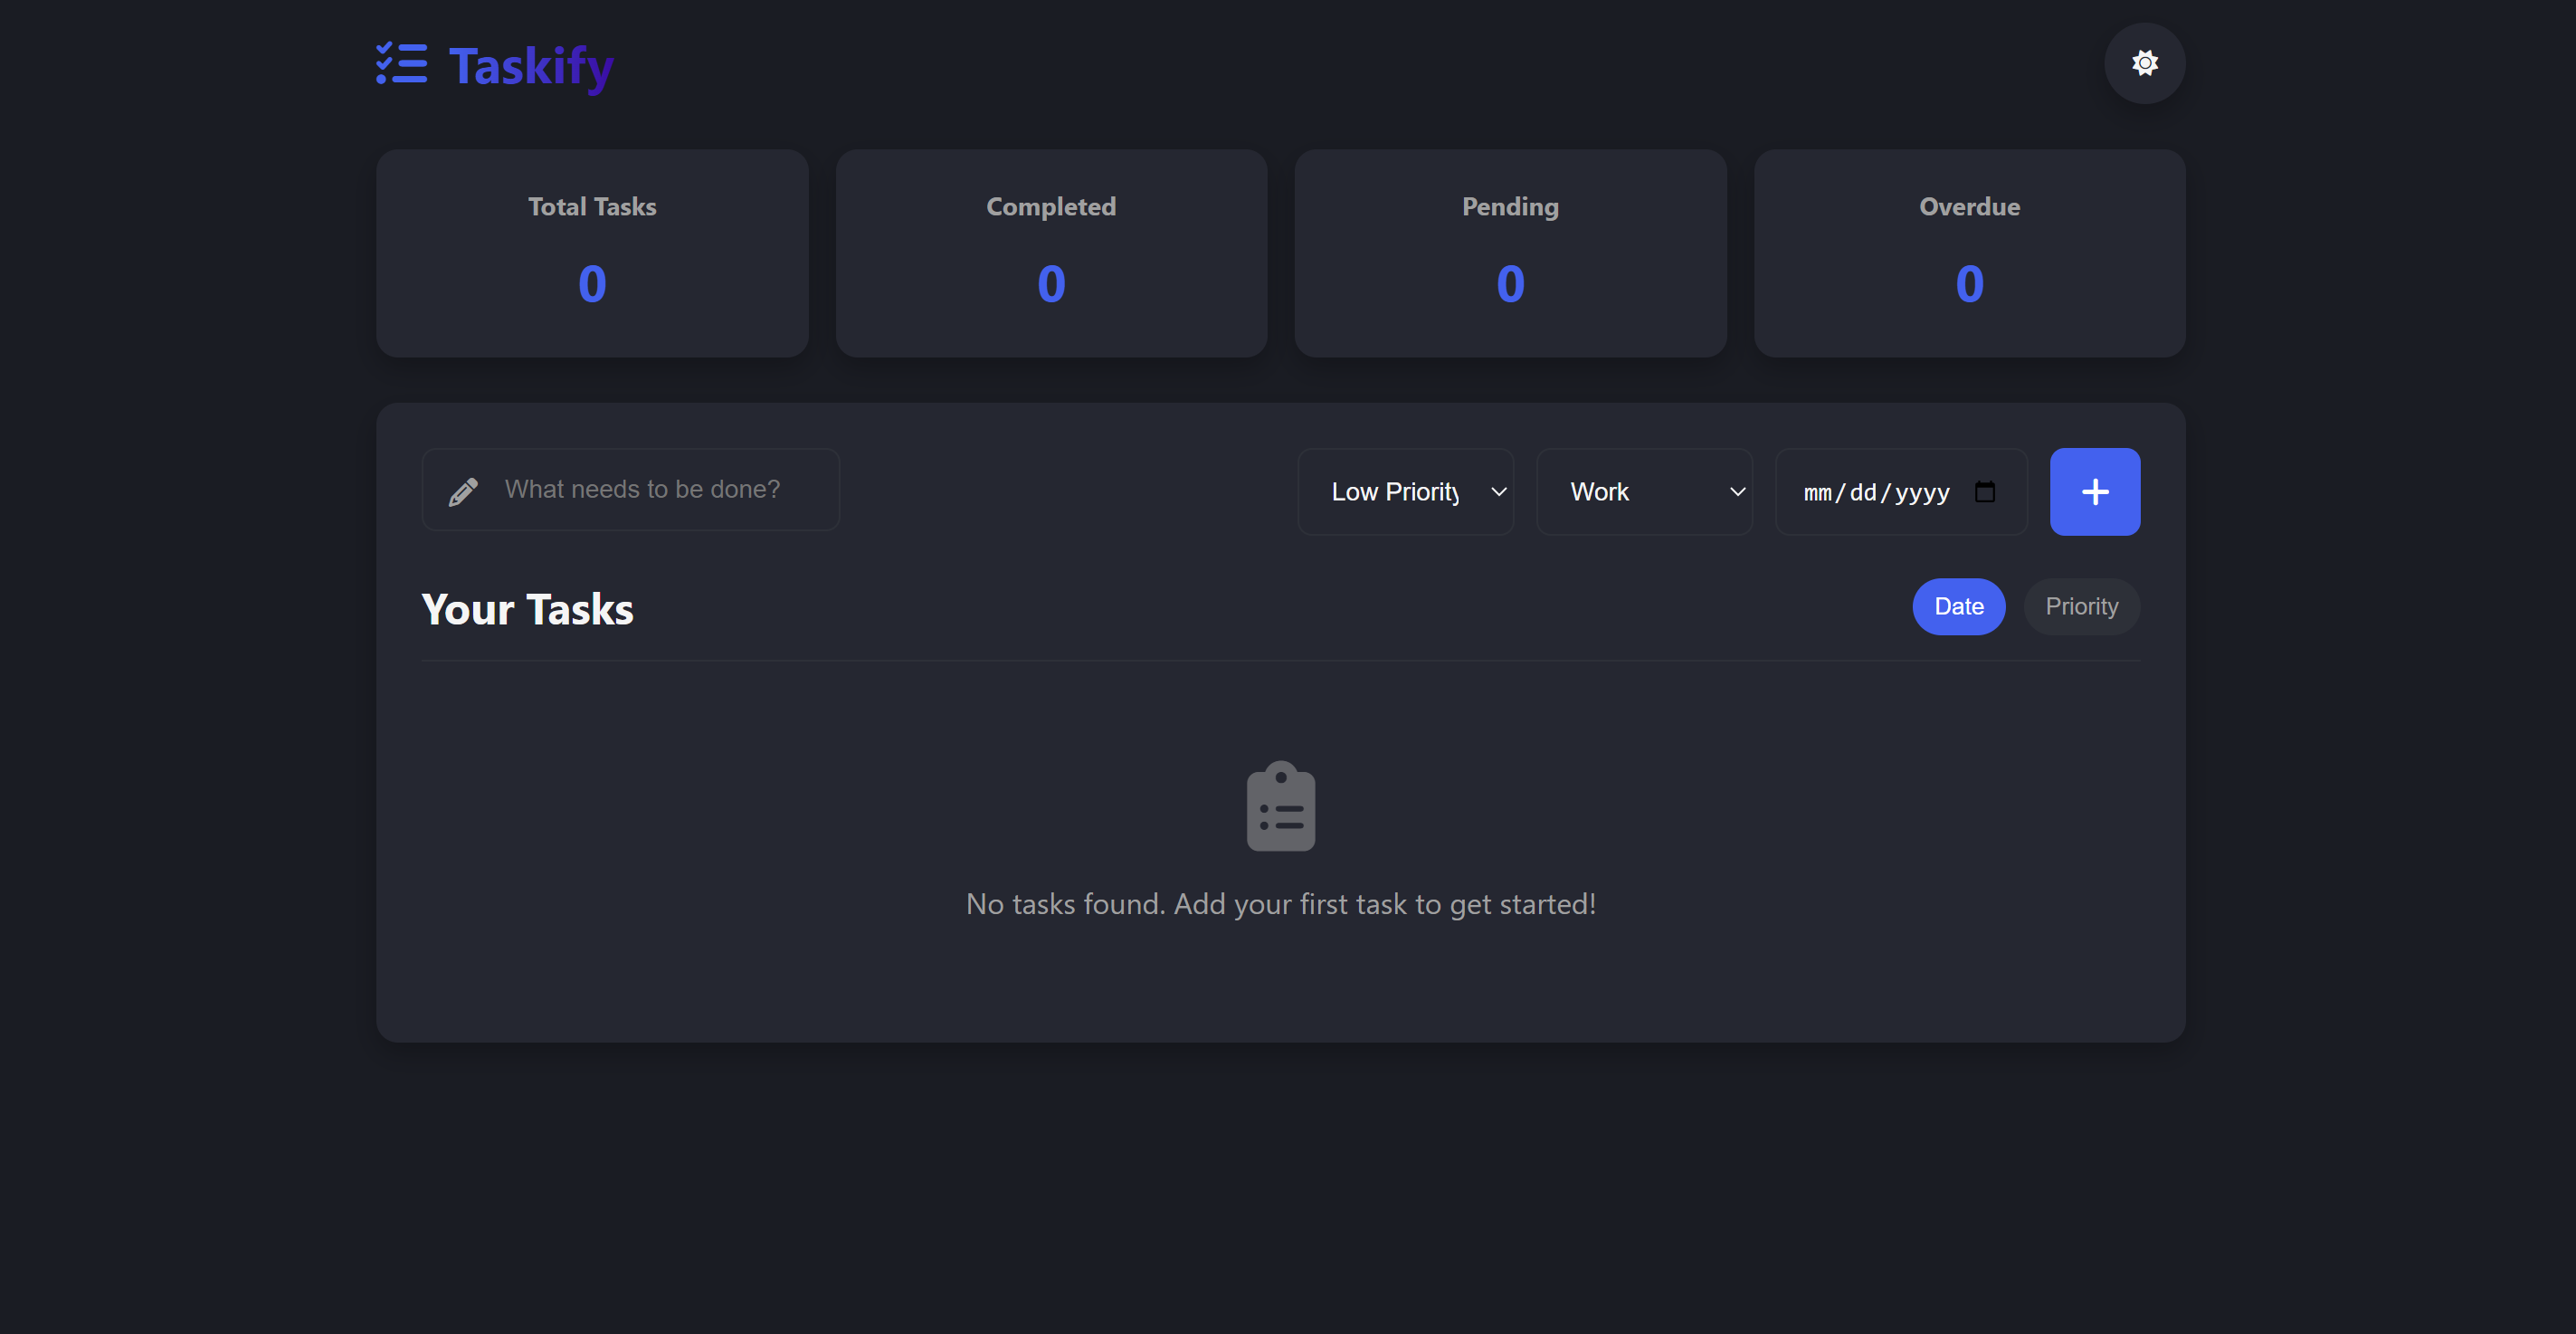 Taskify
Total Tasks
0
Completed
0
Pending
0
Overdue
0
What needs to be done?
Low Priority
Work
mm/dd/yyyy
Your Tasks
Date
Priority
No tasks found. Add your first task to get started!